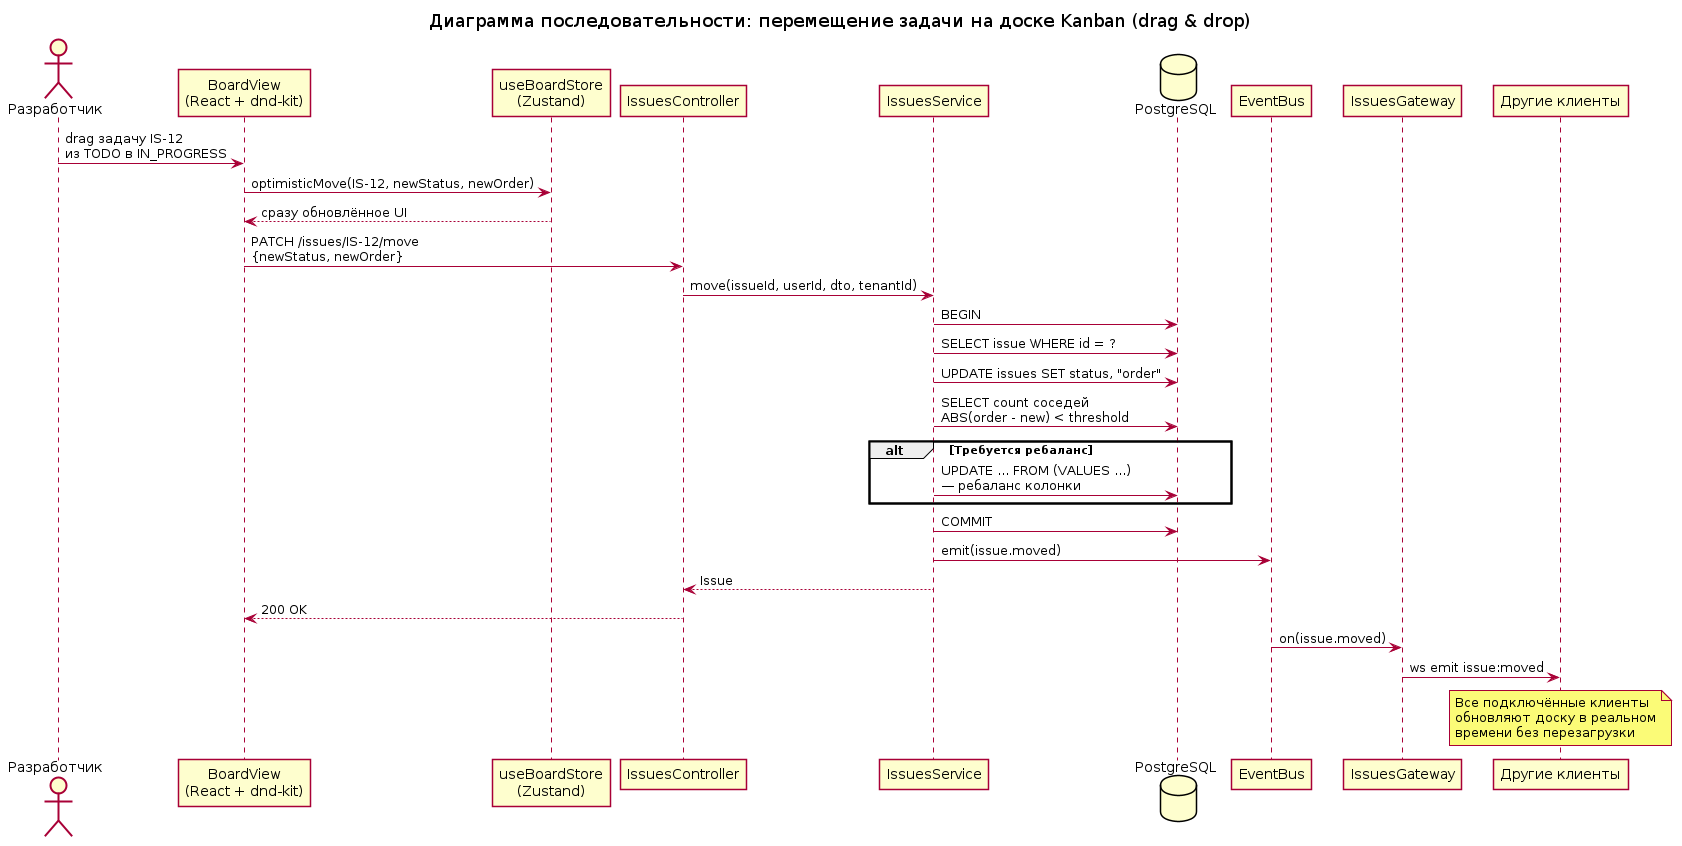 Диаграмма последовательности: перемещение задачи на доске Kanban (drag & drop)
Разработчик
BoardView
(React + dnd-kit)
useBoardStore
(Zustand)
IssuesController
IssuesService
PostgreSQL
EventBus
IssuesGateway
Другие клиенты
drag задачу IS-12
из TODO в IN_PROGRESS
optimisticMove(IS-12, newStatus, newOrder)
сразу обновлённое UI
PATCH /issues/IS-12/move
{newStatus, newOrder}
move(issueId, userId, dto, tenantId)
BEGIN
SELECT issue WHERE id = ?
UPDATE issues SET status, "order"
SELECT count соседей
ABS(order - new) < threshold
alt [Требуется ребаланс]
UPDATE ... FROM (VALUES ...)
— ребаланс колонки
COMMIT
emit(issue.moved)
Issue
200 OK
on(issue.moved)
ws emit issue:moved
Все подключённые клиенты
обновляют доску в реальном
времени без перезагрузки
Разработчик
BoardView
(React + dnd-kit)
useBoardStore
(Zustand)
IssuesController
IssuesService
PostgreSQL
EventBus
IssuesGateway
Другие клиенты